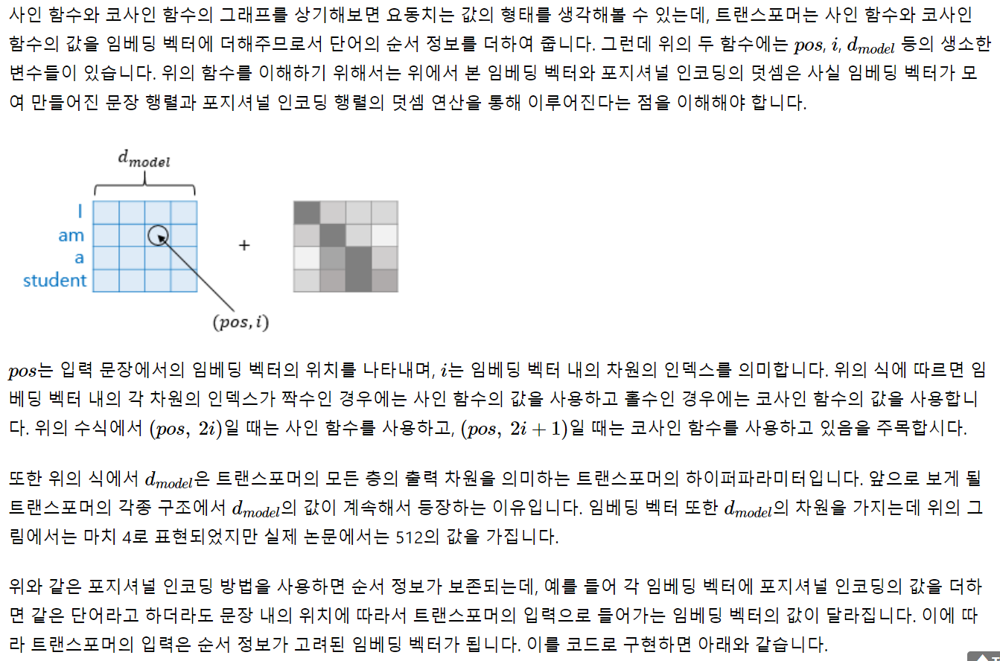 사인 함수와 코사인 함수의 그래프를 상기해보면 요동치는 값의 형태를 생각해볼 수 있는데, 트랜스포머는 사인 함수와 코사인
함수의 값을 임베딩 벡터에 더해주므로서 단어의 순서 정보를 더하여 줍니다. 그런데 위의 두 함수에는 pos, i, d_model 등의 생소한
변수들이 있습니다. 위의 함수를 이해하기 위해서는 위에서 본 임베딩 벡터와 포지셔널 인코딩의 덧셈은 사실 임베딩 벡터가 모
여 만들어진 문장 행렬과 포지셔널 인코딩 행렬의 덧셈 연산을 통해 이루어진다는 점을 이해해야 합니다.
d_model
I
am
+
a
student
(pos, i)
pos는 입력 문장에서의 임베딩 벡터의 위치를 나타내며, i는 임베딩 벡터 내의 차원의 인덱스를 의미합니다. 위의 식에 따르면 임
베딩 벡터 내의 각 차원의 인덱스가 짝수인 경우에는 사인 함수의 값을 사용하고 홀수인 경우에는 코사인 함수의 값을 사용합니
다. 위의 수식에서 (pos, 2i)일 때는 사인 함수를 사용하고, (pos, 2i + 1)일 때는 코사인 함수를 사용하고 있음을 주목합시다.
또한 위의 식에서 d_model은 트랜스포머의 모든 층의 출력 차원을 의미하는 트랜스포머의 하이퍼파라미터입니다. 앞으로 보게 될
트랜스포머의 각종 구조에서 d_model의 값이 계속해서 등장하는 이유입니다. 임베딩 벡터 또한 d_model의 차원을 가지는데 위의 그
림에서는 마치 4로 표현되었지만 실제 논문에서는 512의 값을 가집니다.
위와 같은 포지셔널 인코딩 방법을 사용하면 순서 정보가 보존되는데, 예를 들어 각 임베딩 벡터에 포지셔널 인코딩의 값을 더하
면 같은 단어라고 하더라도 문장 내의 위치에 따라서 트랜스포머의 입력으로 들어가는 임베딩 벡터의 값이 달라집니다. 이에 따
라 트랜스포머의 입력은 순서 정보가 고려된 임베딩 벡터가 됩니다. 이를 코드로 구현하면 아래와 같습니다.